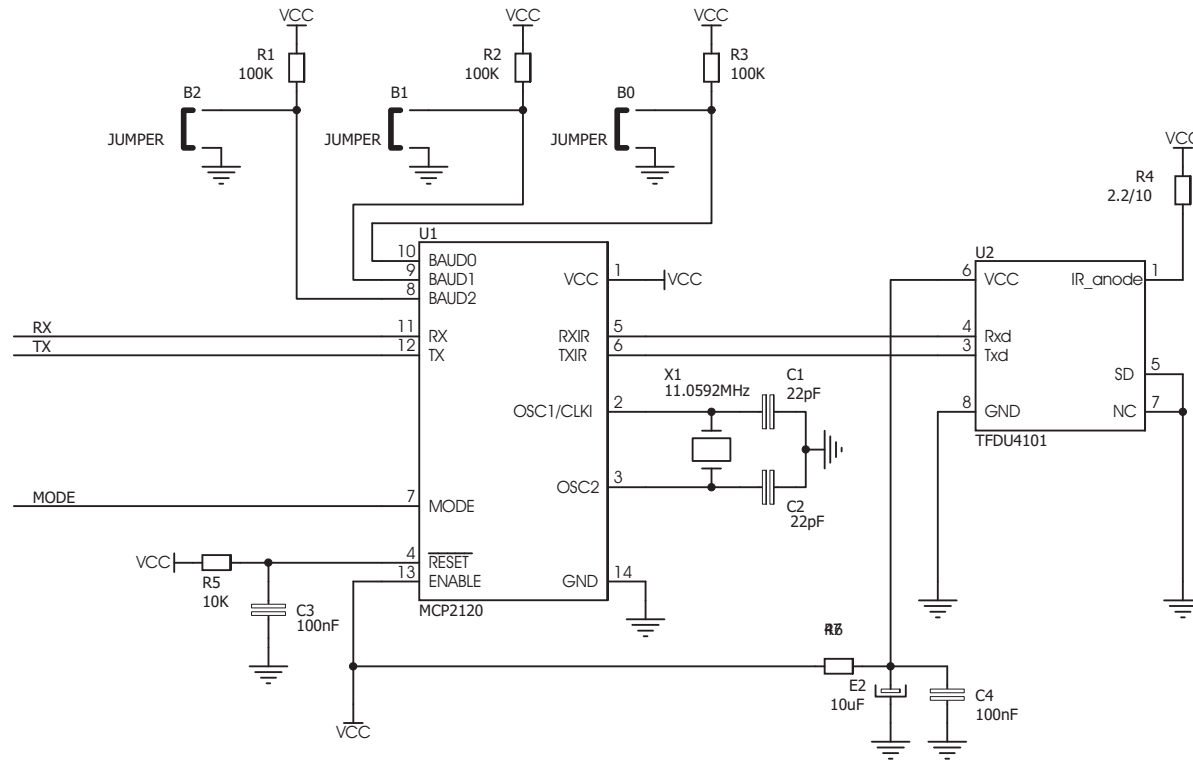 VCC
VCC
VCC
R1
100K
R2
100K
R3
100K
B2
B1
B0
JUMPER
JUMPER
JUMPER
VCC
R4
2.2/10
U1
10
BAUD0
9
BAUD1
8
BAUD2
VCC
1
VCC
U2
6
VCC
IR_anode
1
RX
11
RX
RXIR
5
4
Rxd
TX
12
TX
TXIR
6
3
Txd
X1
11.0592MHz
C1
22pF
SD
5
OSC1/CLKI
2
8
GND
NC
7
TFDU4101
OSC2
3
C2
22pF
MODE
7
MODE
VCC
R5
10K
4
RESET
13
ENABLE
GND
14
MCP2120
C3
100nF
E2
10uF
C4
100nF
VCC